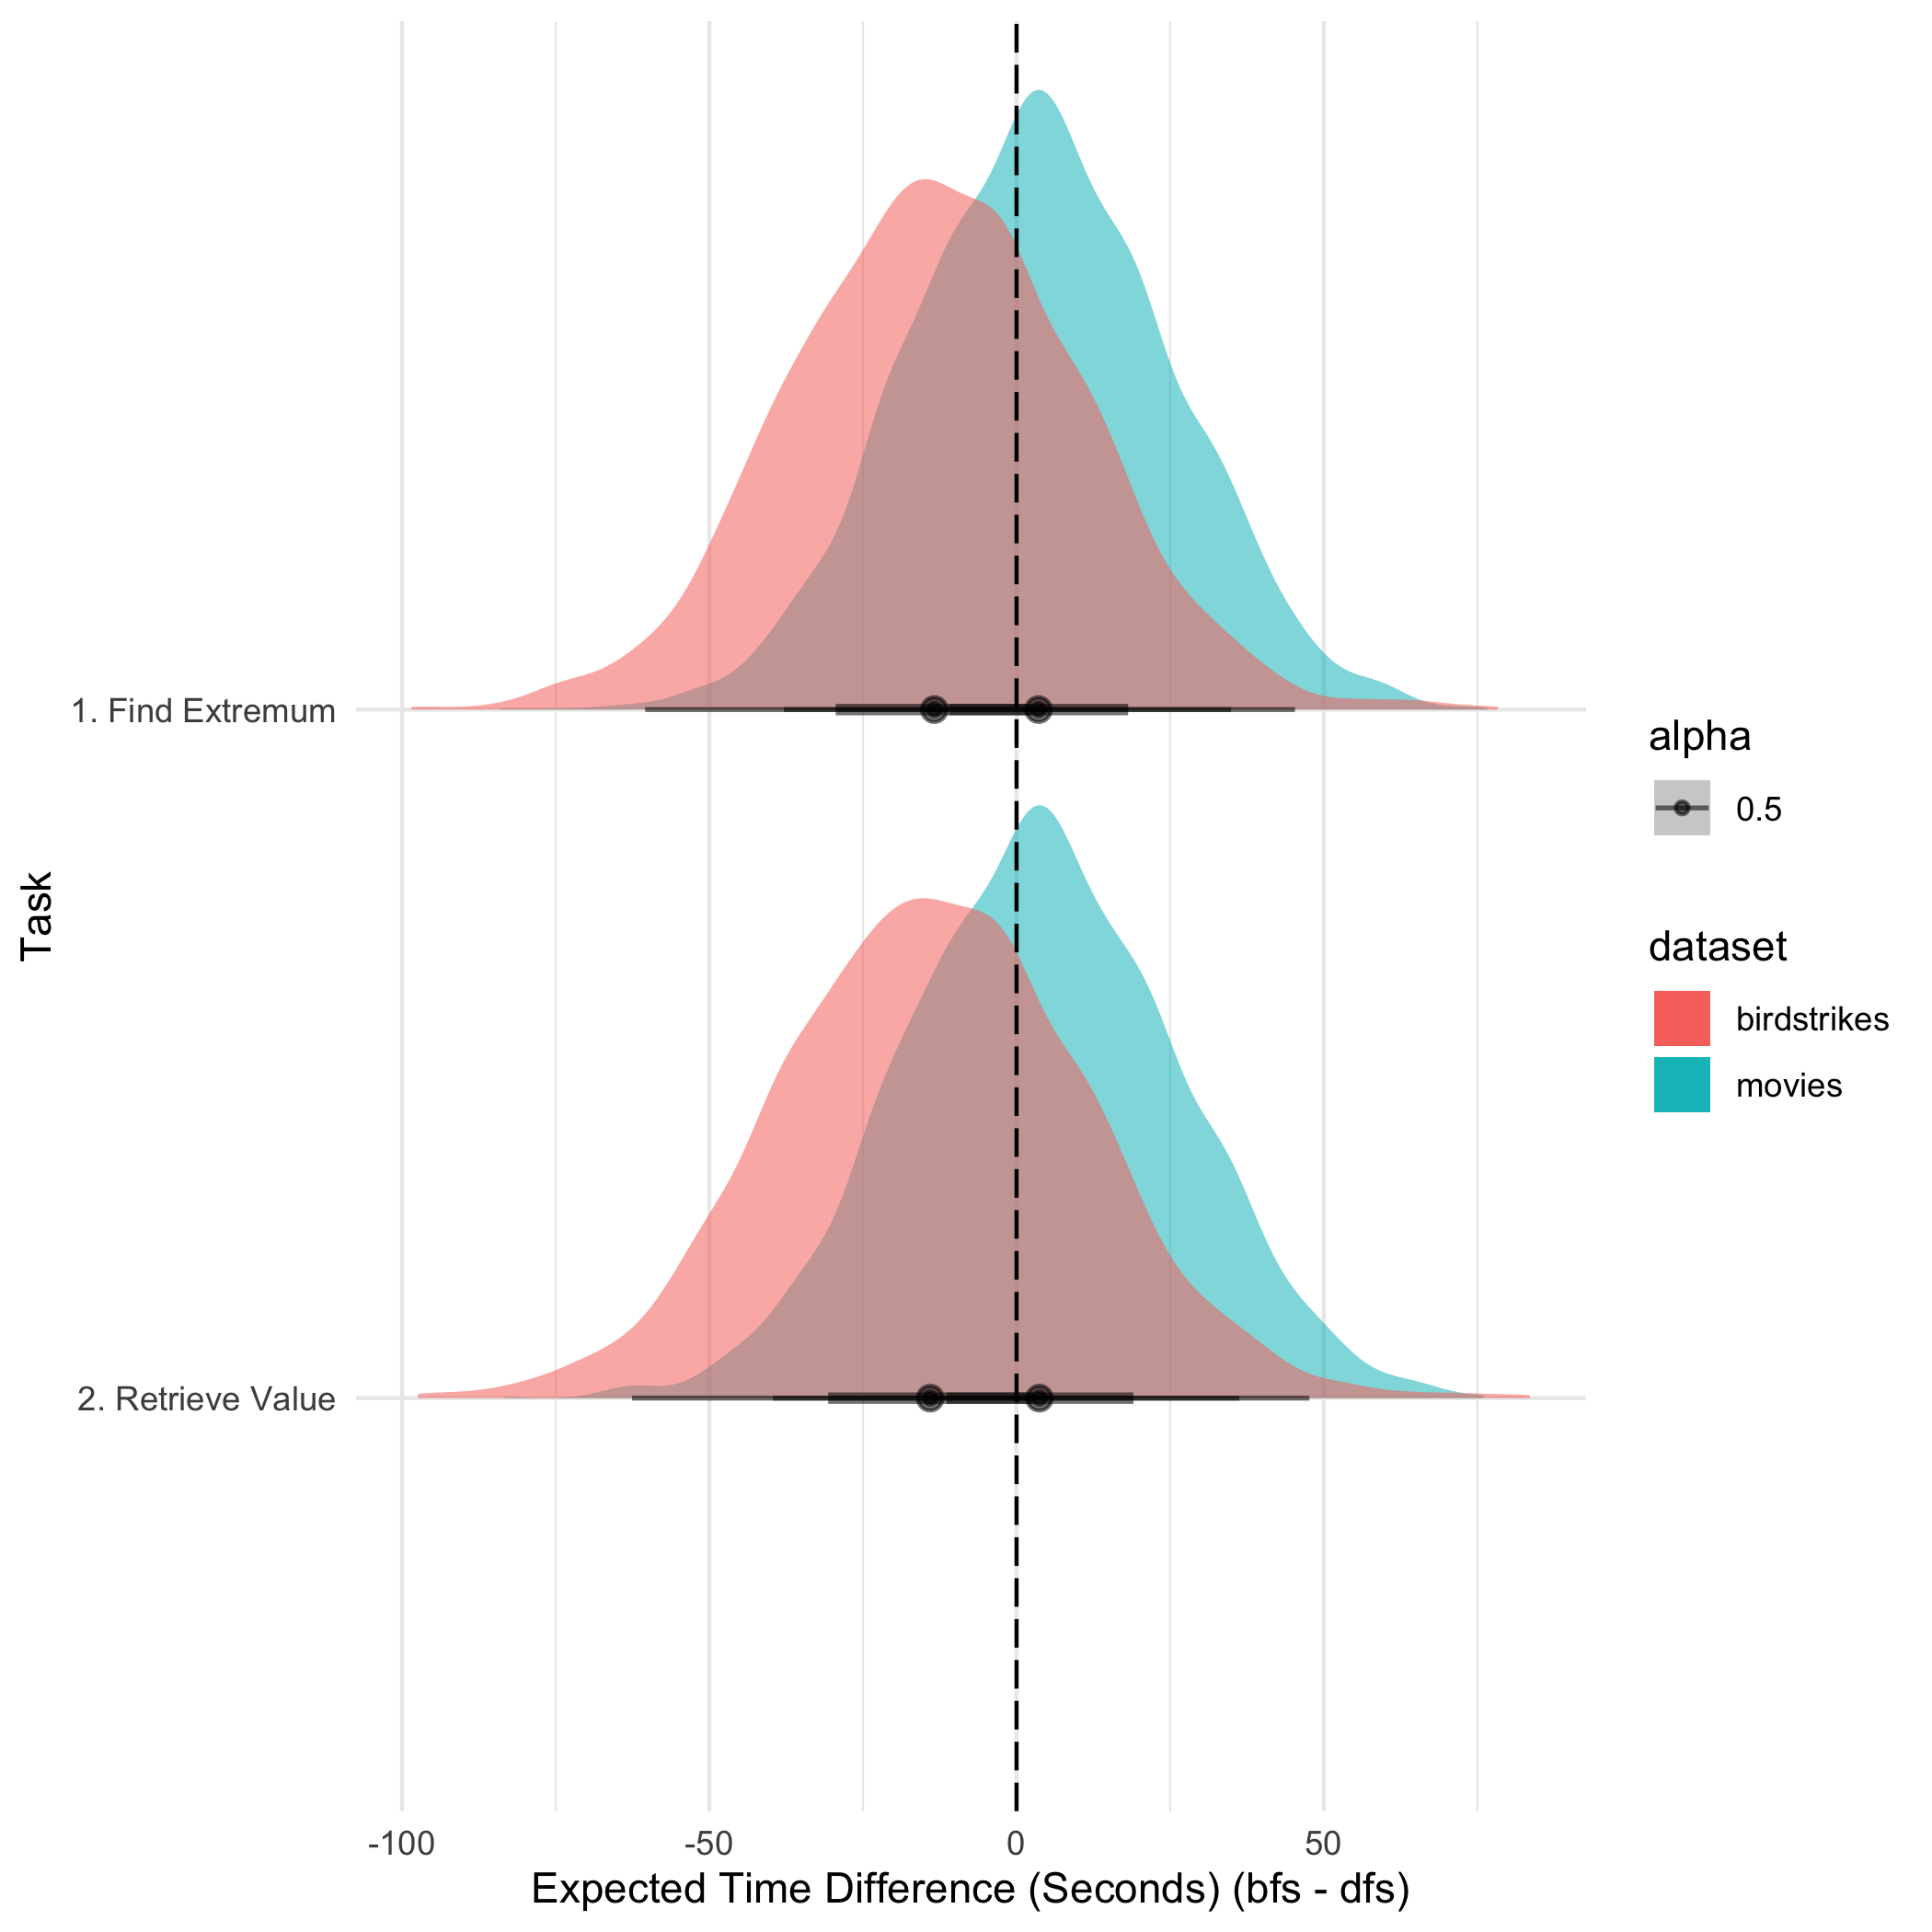 1. Find Extremum
2. Retrieve Value
Task
-100
-50
0
50
Expected Time Difference (Seconds) (bfs - dfs)
alpha
0.5
dataset
birdstrikes
movies